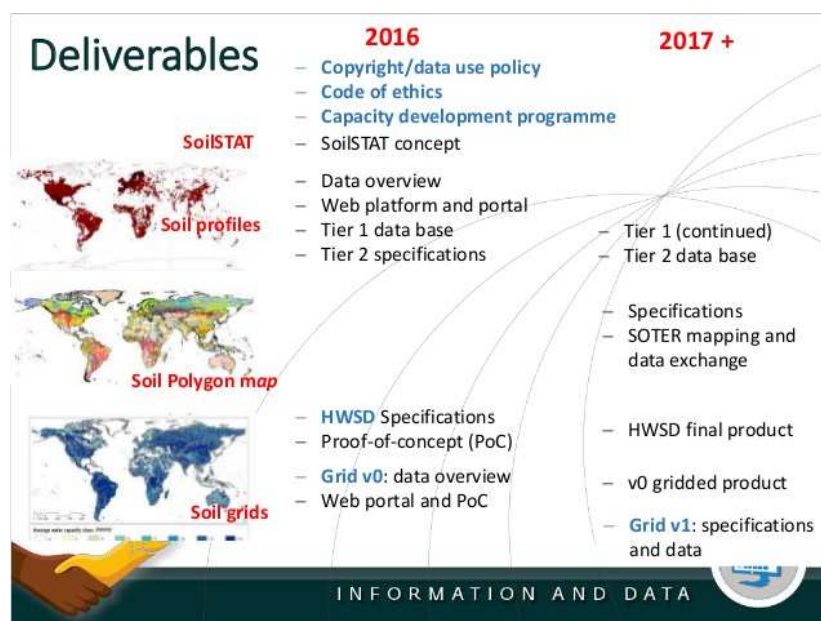 Deliverables
2016
2017 +
– Copyright/data use policy
– Code of ethics
– Capacity development programme
SoilSTAT
– SoilSTAT concept
– Data overview
– Web platform and portal
Soil profiles
– Tier 1 data base
– Tier 2 specifications
– Tier 1 (continued)
– Tier 2 data base
– Specifications
– SOTER mapping and
data exchange
Soil Polygon map
– HWSD Specifications
– Proof-of-concept (PoC)
– HWSD final product
– Grid v0: data overview
– Web portal and PoC
– v0 gridded product
Soil grids
– Grid v1: specifications
and data
INFORMATION AND DATA